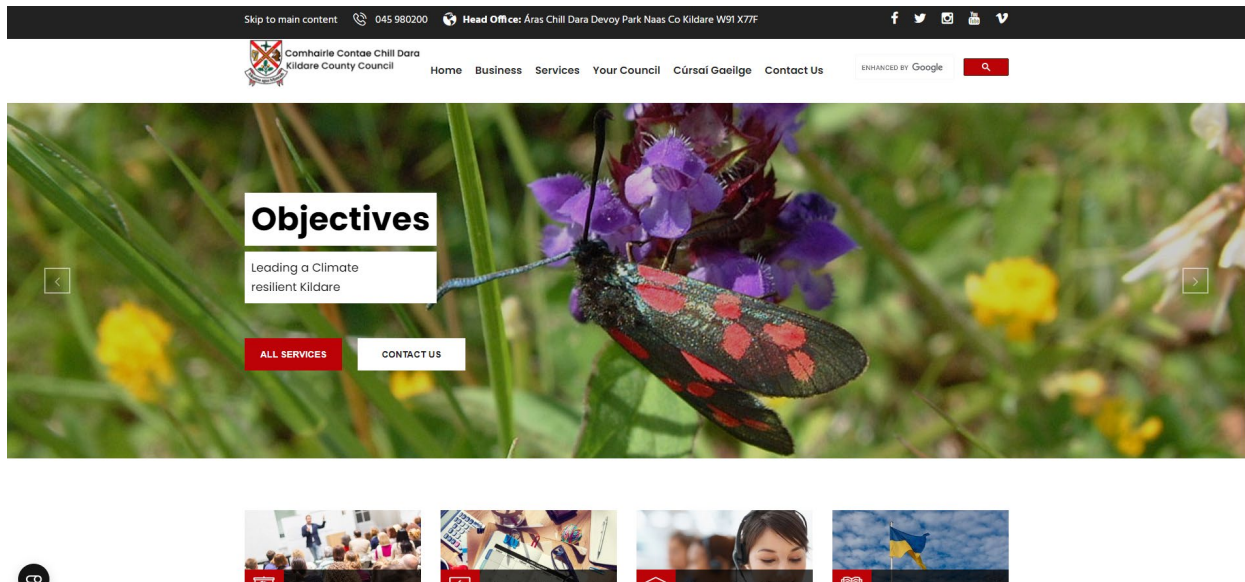 Skip to main content 045 980200 Head Office: Áras Chill Dara Devoy Park Naas Co Kildare W91 X77F
You Tube
Comhairle Contae Chill Dara
Kildare County Council
Home Business Services Your Council Cúrsaí Gaeilge Contact Us
ENHANCED BY Google
Objectives
Leading a Climate
resilient Kildare
ALL SERVICES CONTACT US